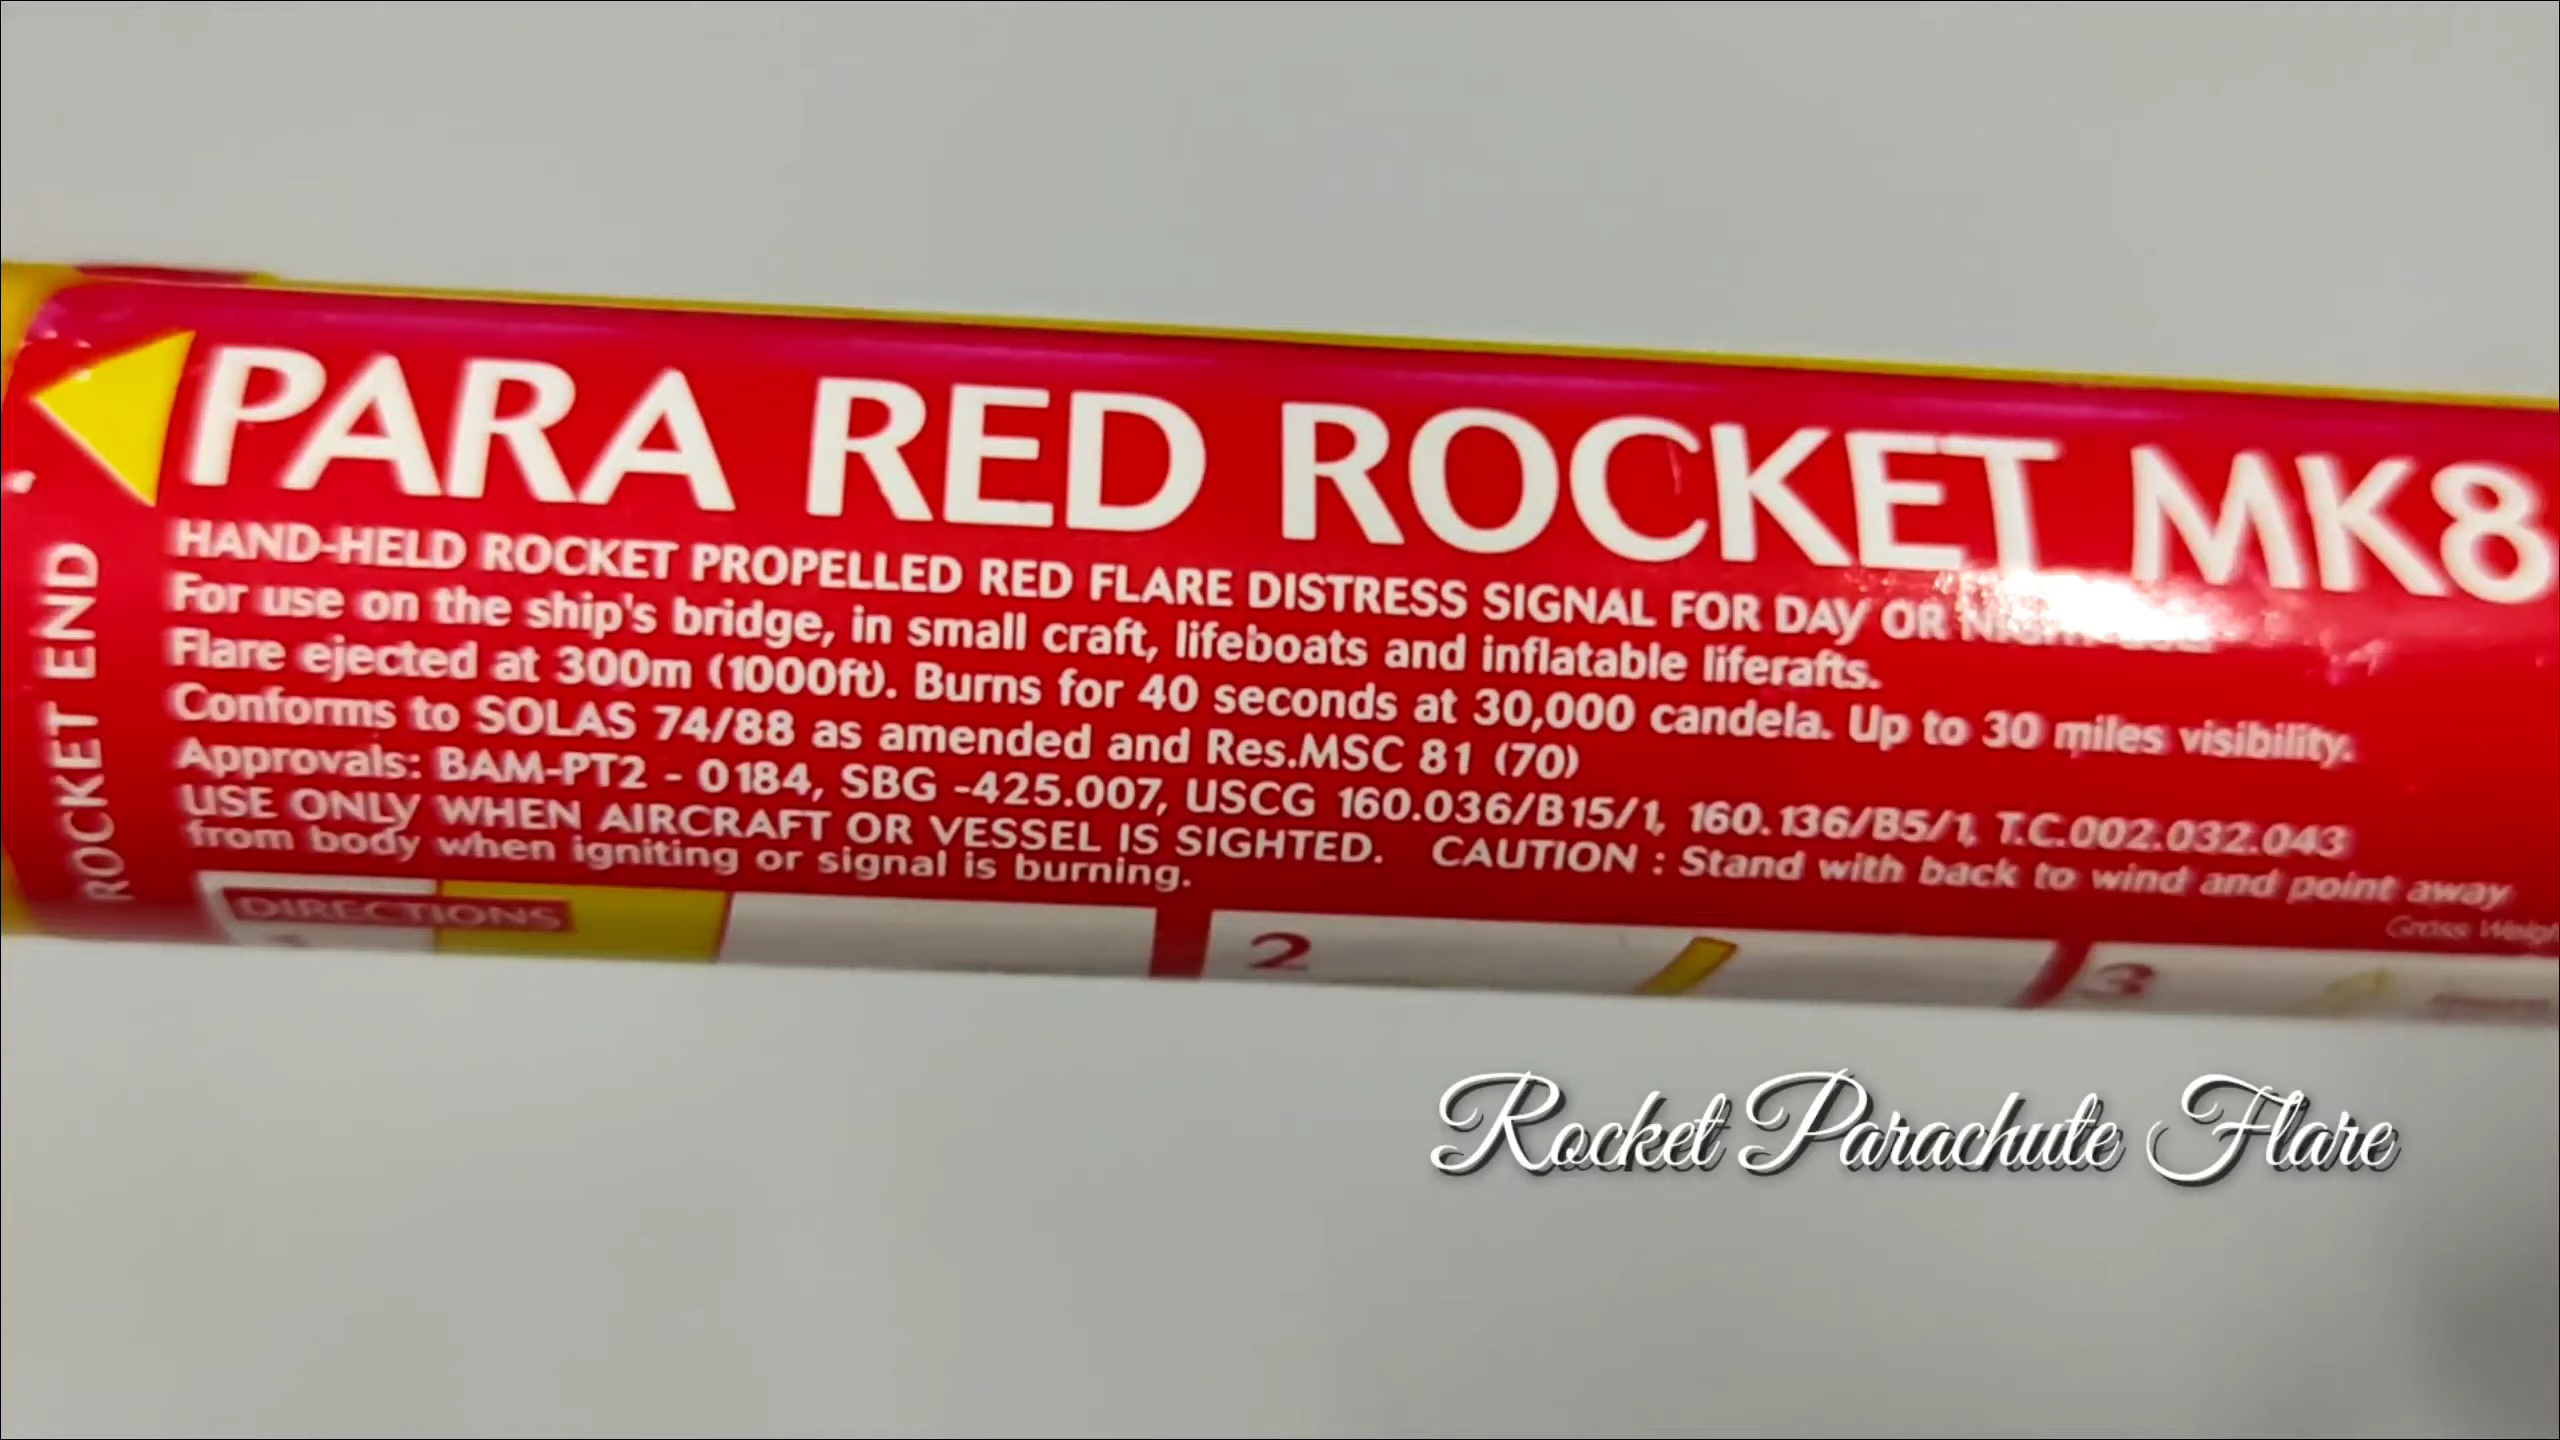 PARA RED ROCKET MK8
HAND-HELD ROCKET PROPELLED RED FLARE DISTRESS SIGNAL FOR DAY OR
For use on the ship's bridge, in small craft, lifeboats and inflatable liferafts.
Flare ejected at 300m (1000ft). Burns for 40 seconds at 30,000 candela. Up to 30 miles visibility.
Conforms to SOLAS 74/88 as amended and Res.MSC 81 (70)
Approvals: BAM-PT2 - 0184, SBG -425.007, USCG 160.036/B15/1, 160.136/B5/1, T.C.002.032.043
USE ONLY WHEN AIRCRAFT OR VESSEL IS SIGHTED. CAUTION : Stand with back to wind and point away
from body when igniting or signal is burning.
Gross
ROCKET END
DIRECTIONS
2
3
Rocket Parachute Flare